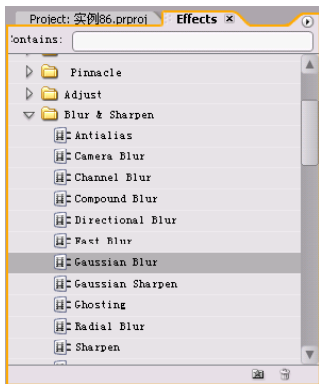 Project: 实例86.prproj Effects
Contains:
Pinnacle
Adjust
Blur & Sharpen
Antialias
Camera Blur
Channel Blur
Compound Blur
Directional Blur
Fast Blur
Gaussian Blur
Gaussian Sharpen
Ghosting
Radial Blur
Sharpen